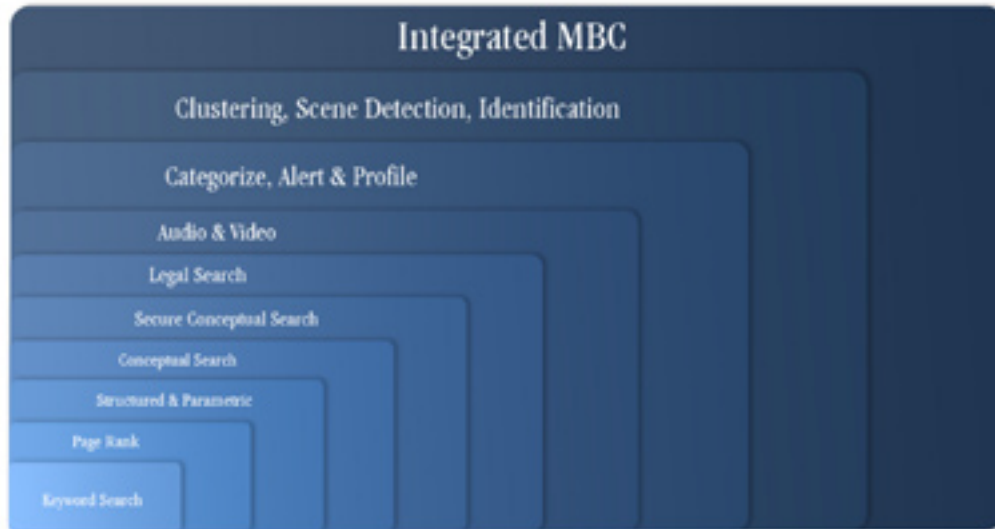 Integrated MBC
Clustering, Scene Detection, Identification
Categorize, Alert & Profile
Audio & Video
Legal Search
Secure Conceptual Search
Conceptual Search
Structured & Parametric
Page Rank
Keyword Search